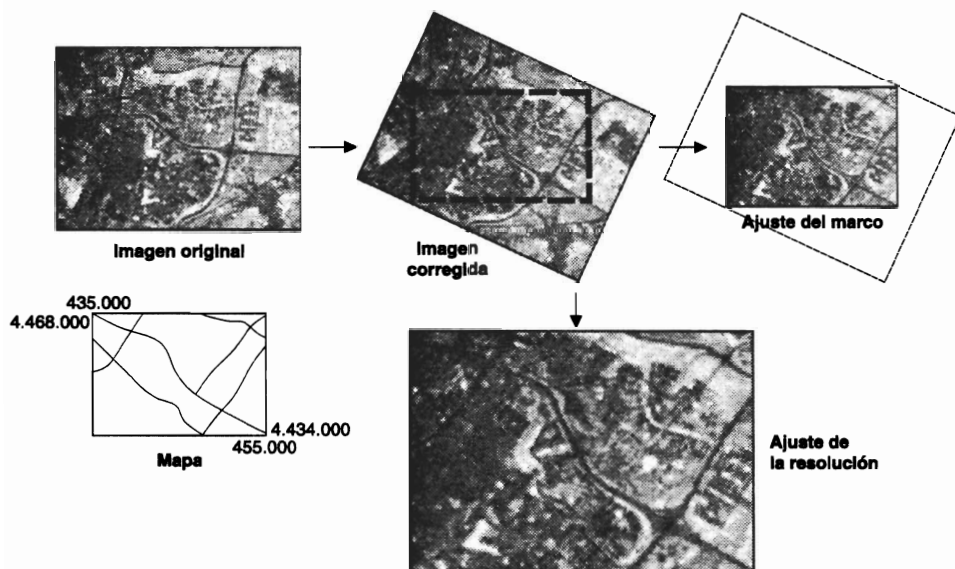 Imagen original
Imagen
corregida
Ajuste del marco
435.000
4.468.000
4.434.000
455.000
Mapa
Ajuste de
la resolución